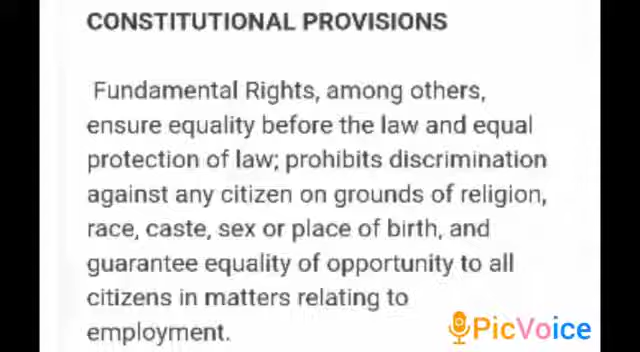 CONSTITUTIONAL PROVISIONS
Fundamental Rights, among others,
ensure equality before the law and equal
protection of law; prohibits discrimination
against any citizen on grounds of religion,
race, caste, sex or place of birth, and
guarantee equality of opportunity to all
citizens in matters relating to
employment.
PicVoice